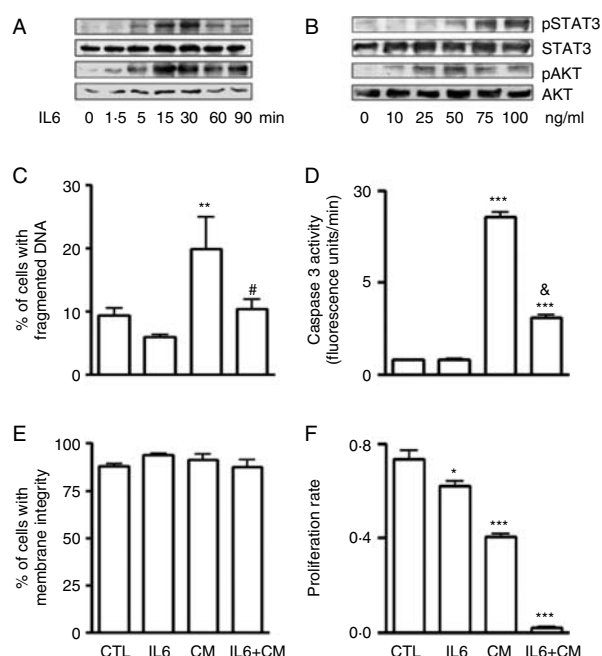 A
B
pSTAT3
STAT3
pAKT
AKT
IL6 0 1·5 5 15 30 60 90 min
0 10 25 50 75 100 ng/ml
C
% of cells with
fragmented DNA
30
20
10
0
**
#
D
Caspase 3 activity
(fluorescence units/min)
30
5
0
***
&
***
E
% of cells with
membrane integrity
100
75
50
25
0
CTL IL6 CM IL6+CM
F
Proliferation rate
0·8
0·4
0·0
*
***
***
CTL IL6 CM IL6+CM